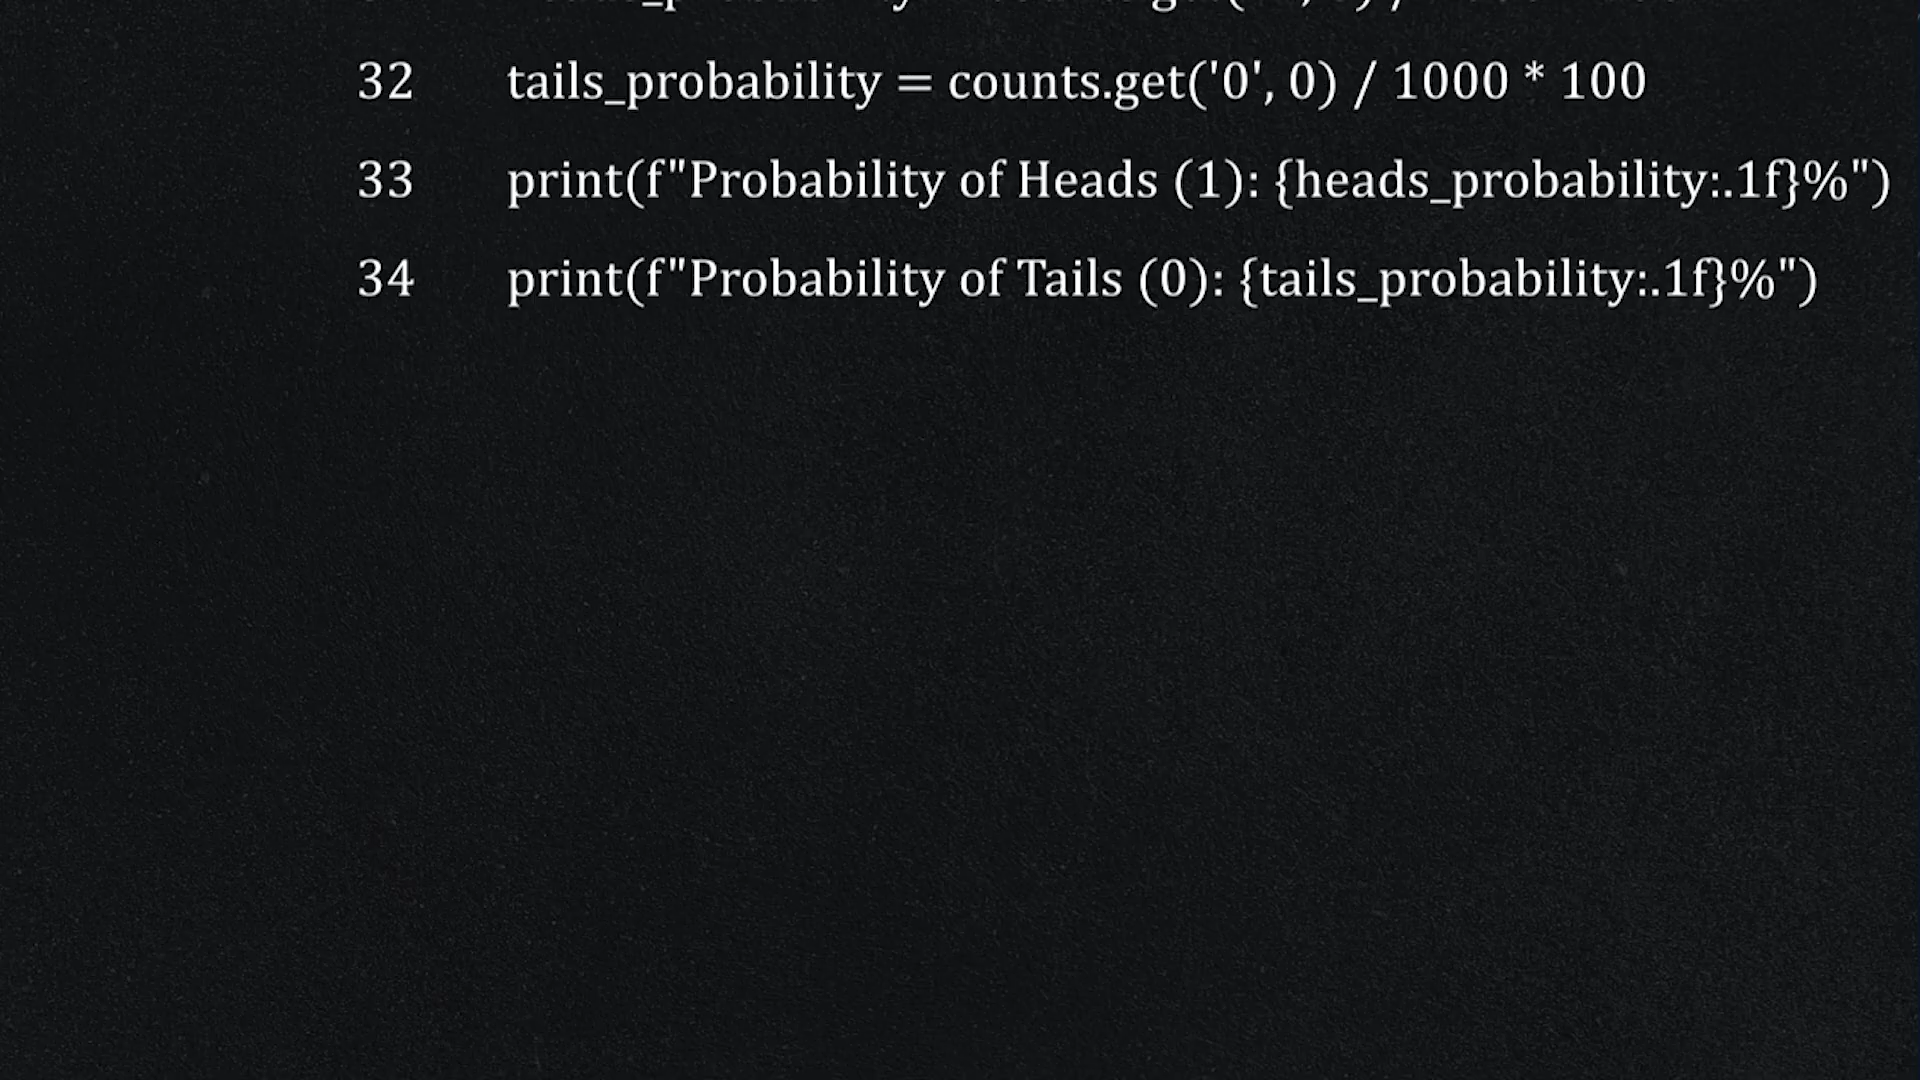 32 tails_probability = counts.get('0', 0) / 1000 * 100
33 print(f"Probability of Heads (1): {heads_probability:.1f}%")
34 print(f"Probability of Tails (0): {tails_probability:.1f}%")